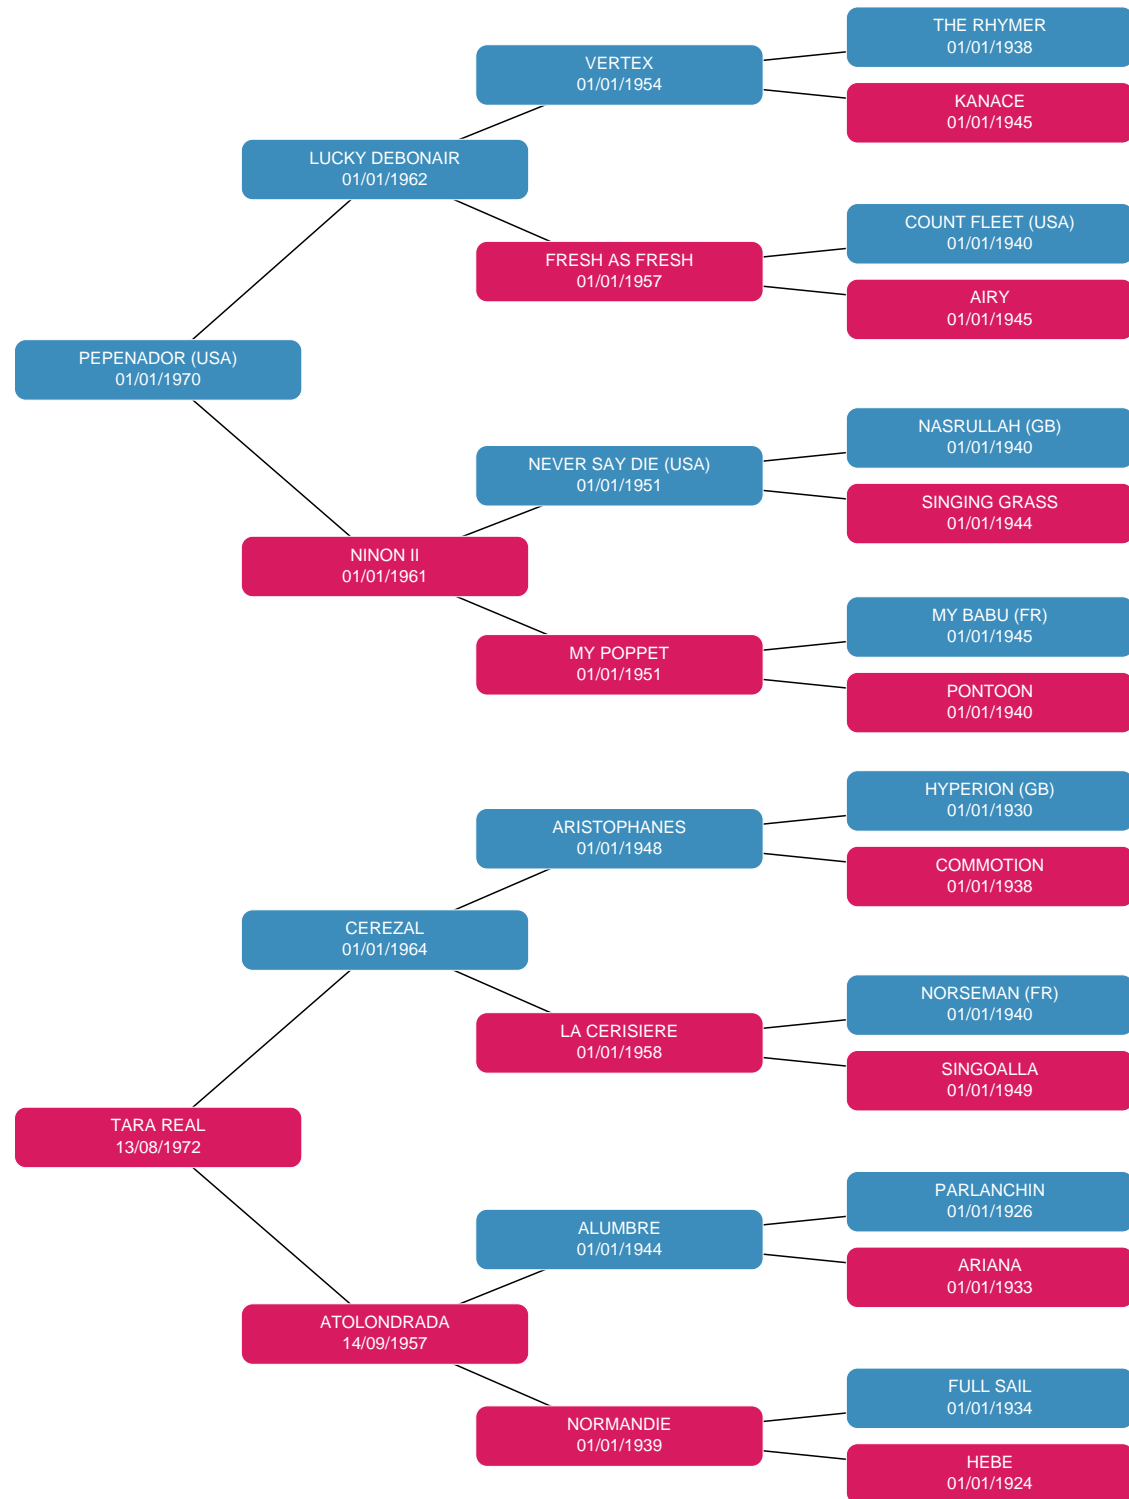 THE RHYMER
01/01/1938
VERTEX
01/01/1954
KANACE
01/01/1945
LUCKY DEBONAIR
01/01/1962
COUNT FLEET (USA)
01/01/1940
FRESH AS FRESH
01/01/1957
AIRY
01/01/1945
PEPENADOR (USA)
01/01/1970
NASRULLAH (GB)
01/01/1940
NEVER SAY DIE (USA)
01/01/1951
SINGING GRASS
01/01/1944
NINON II
01/01/1961
MY BABU (FR)
01/01/1945
MY POPPET
01/01/1951
PONTOON
01/01/1940
HYPERION (GB)
01/01/1930
ARISTOPHANES
01/01/1948
COMMOTION
01/01/1938
CEREZAL
01/01/1964
NORSEMAN (FR)
01/01/1940
LA CERISIERE
01/01/1958
SINGOALLA
01/01/1949
TARA REAL
13/08/1972
PARLANCHIN
01/01/1926
ALUMBRE
01/01/1944
ARIANA
01/01/1933
ATOLONDRADA
14/09/1957
FULL SAIL
01/01/1934
NORMANDIE
01/01/1939
HEBE
01/01/1924